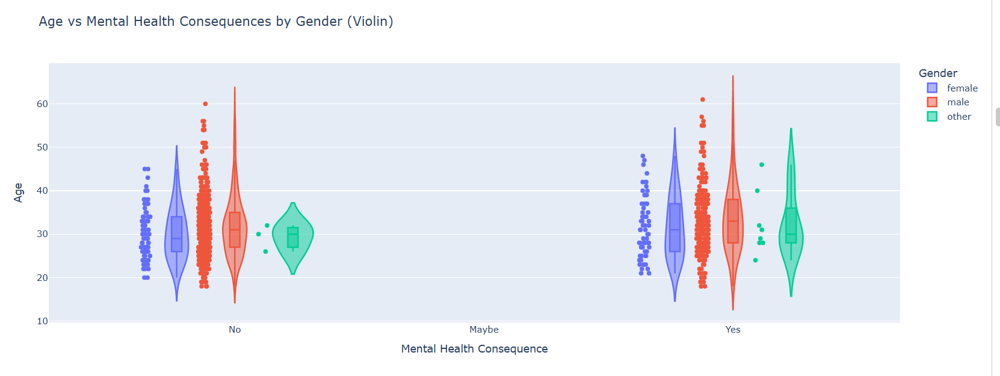 Age vs Mental Health Consequences by Gender (Violin)
Gender
female
male
other
60
50
40
30
20
10
Age
No Maybe Yes
Mental Health Consequence